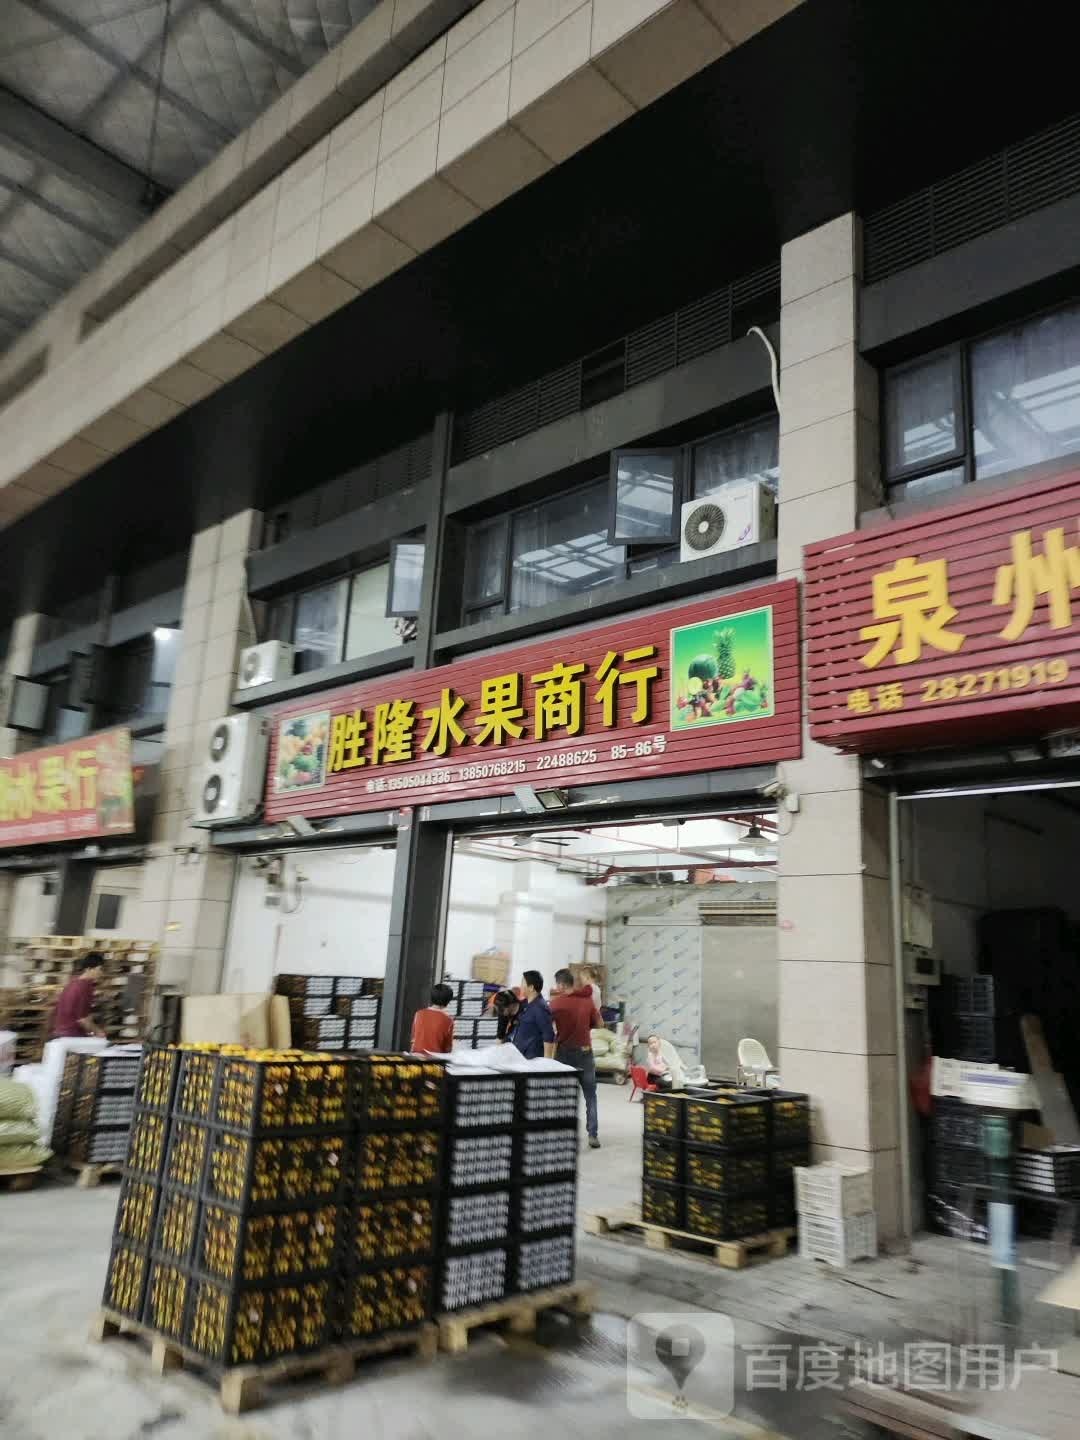 胜隆水果商行
电话:13505044336 13850768215 22488625 85-86号
泉州
电话 28271919
水果行
百度地图用户